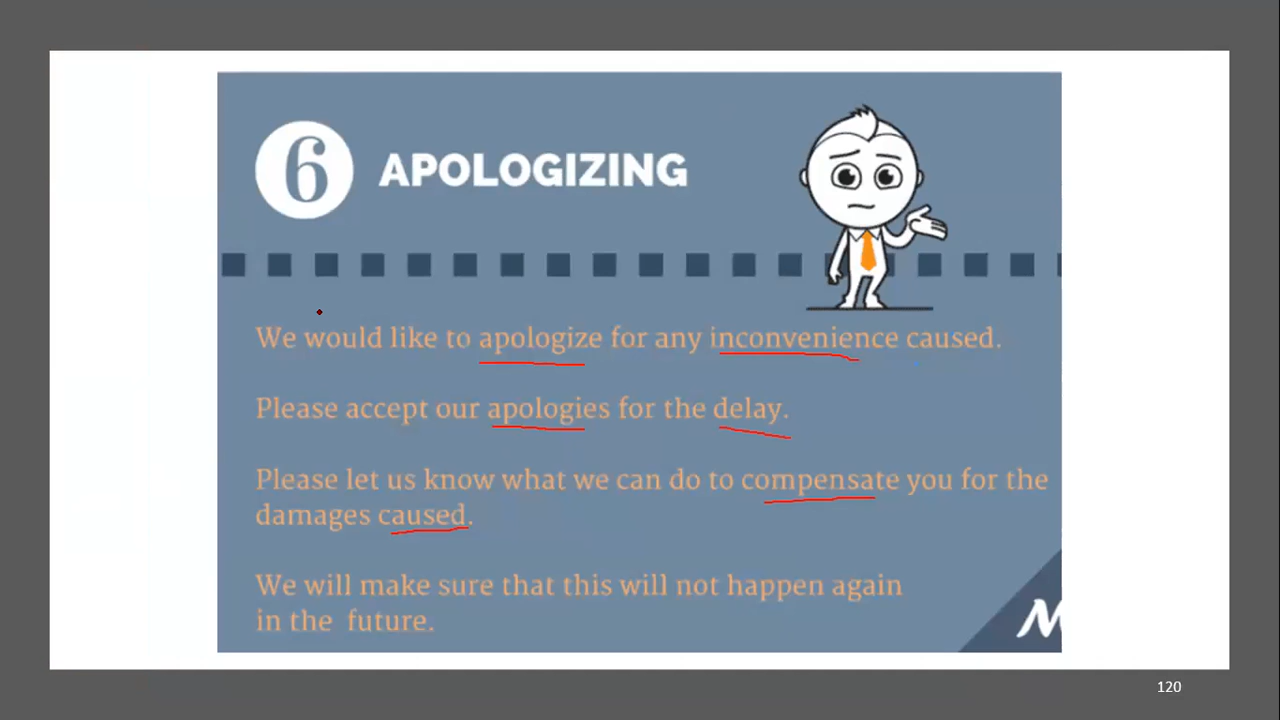 6 APOLOGIZING
We would like to apologize for any inconvenience caused.
Please accept our apologies for the delay.
Please let us know what we can do to compensate you for the
damages caused.
We will make sure that this will not happen again
in the future.
M
120